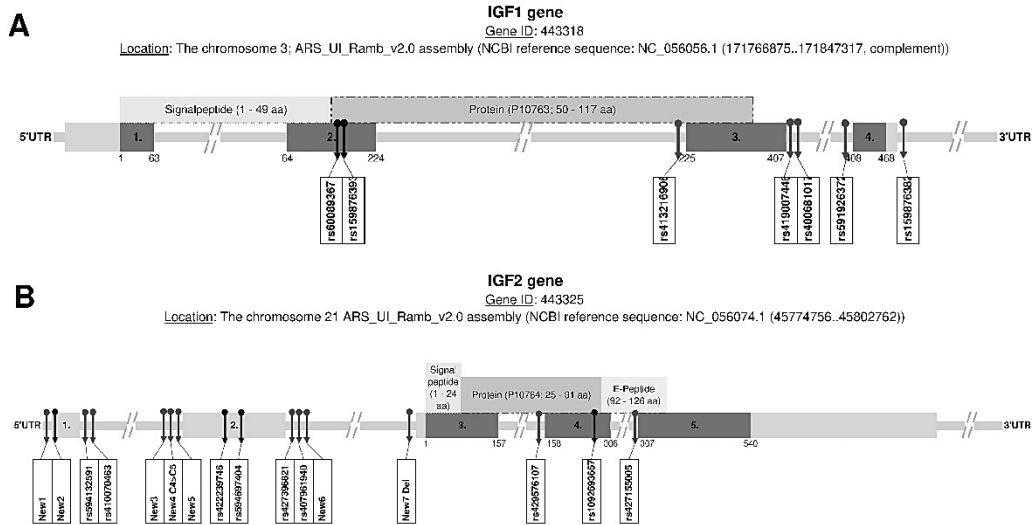 A
IGF1 gene
Gene ID: 443318
Location: The chromosome 3; ARS_UI_Ramb_v2.0 assembly (NCBI reference sequence: NC_056056.1 (171766875..171847317, complement))
Signalpeptide (1 - 49 aa)
Protein (P10763; 50 - 117 aa)
5'UTR
1.
2.
3.
4.
3'UTR
1
63
64
224
225
407
408
468
rs60089367
rs159876393
rs413216906
rs419007448
rs400681017
rs591926372
rs159876382
B
IGF2 gene
Gene ID: 443325
Location: The chromosome 21 ARS_UI_Ramb_v2.0 assembly (NCBI reference sequence: NC_056074.1 (45774756..45802762))
Signal
peptide
(1 - 24
aa)
Protein (P10764: 25 - 91 aa)
E-Peptide
(92 - 126 aa)
5'UTR
1.
2.
3.
4.
5.
3'UTR
1
157
158
306
307
540
New1
New2
rs594132591
rs410070463
New3
New4 C4>C5
New5
rs422239746
rs594697404
rs427396821
rs407961940
New6
New7 Del
rs429576107
rs1092693657
rs427155005